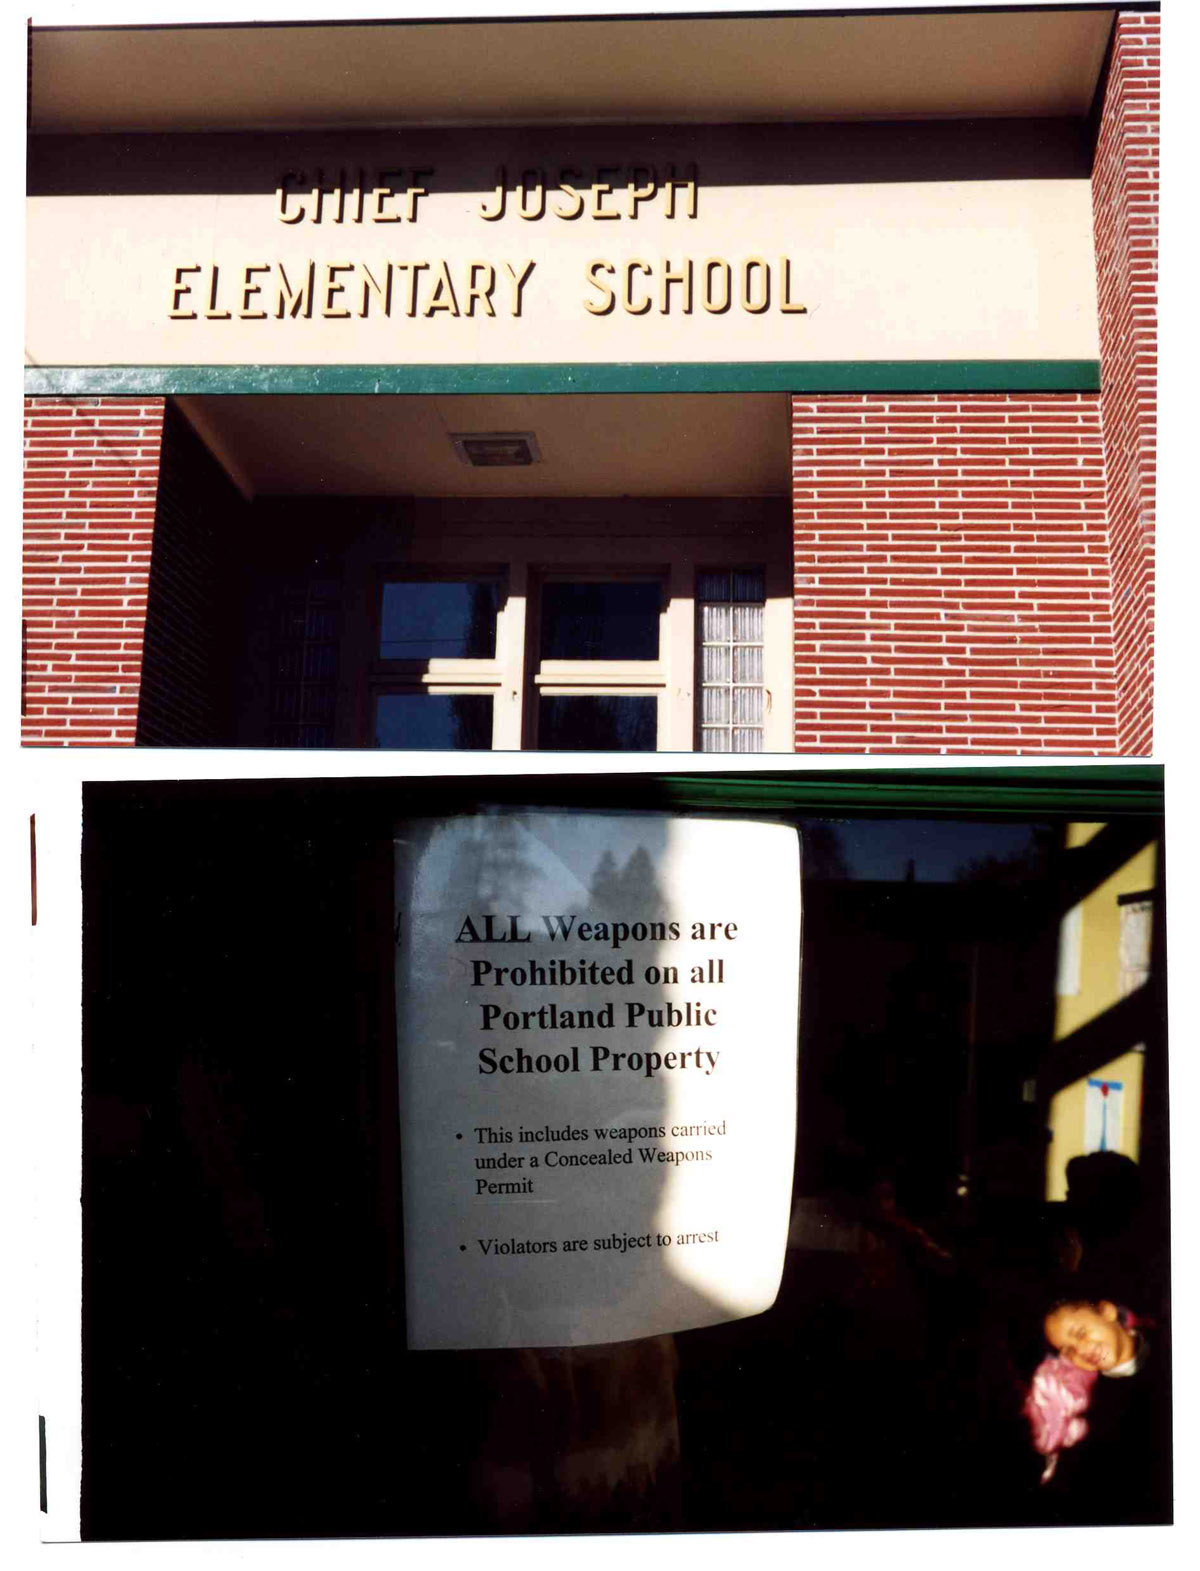 CHIEF JOSEPH
ELEMENTARY SCHOOL
ALL Weapons are
Prohibited on all
Portland Public
School Property
• This includes weapons carried
under a Concealed Weapons
Permit
• Violators are subject to arrest